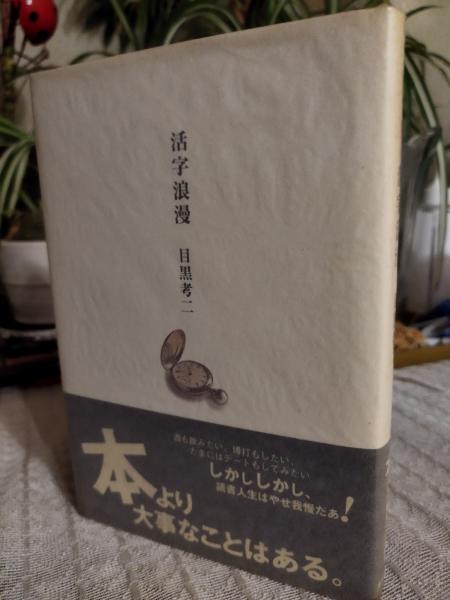 活字浪漫
目黒考二
酒も飲みたい、博打もしたい、
たまにはデートもしてみたい
しかししかし、
読書人生はやせ我慢だあ!
本より
大事なことはある。